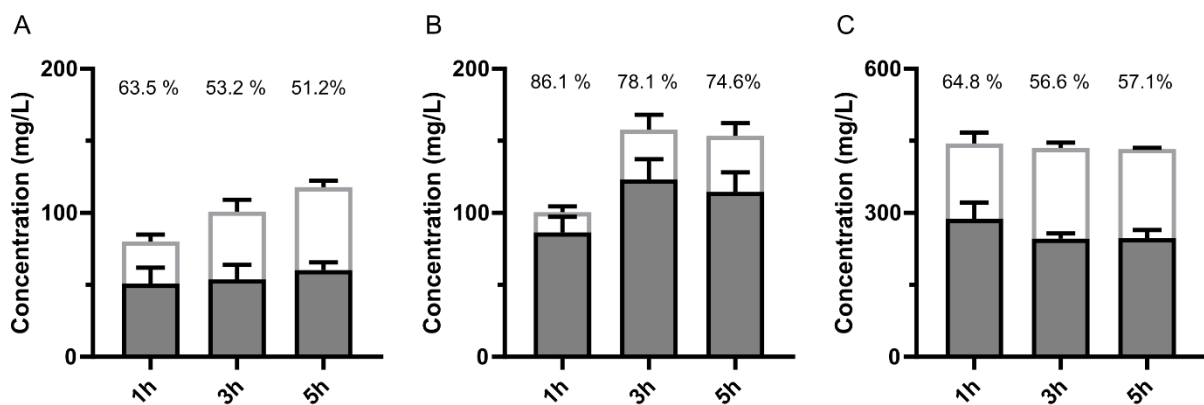 A
Concentration (mg/L)
200
100
0
63.5 %
53.2 %
51.2%
1h
3h
5h
B
Concentration (mg/L)
200
100
0
86.1 %
78.1 %
74.6%
1h
3h
5h
C
Concentration (mg/L)
600
300
0
64.8 %
56.6 %
57.1%
1h
3h
5h